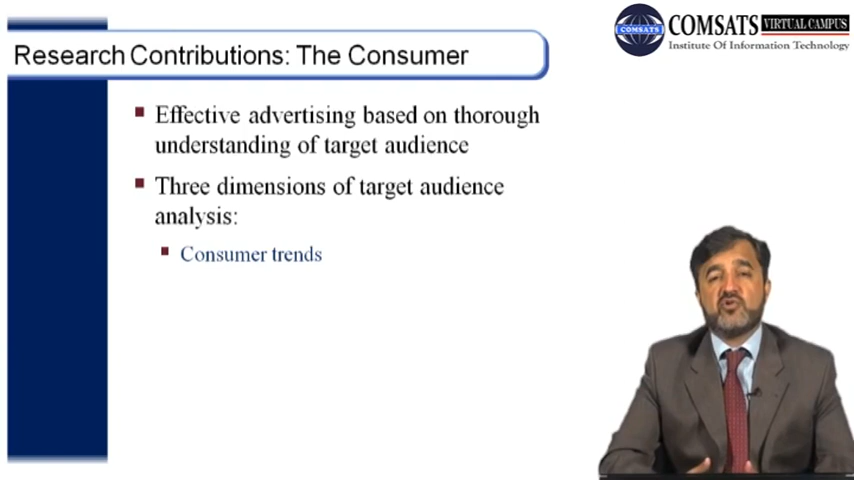 COMSATS VIRTUAL CAMPUS
COMSATS
Institute Of Information Technology
Research Contributions: The Consumer
Effective advertising based on thorough
understanding of target audience
Three dimensions of target audience
analysis:
Consumer trends